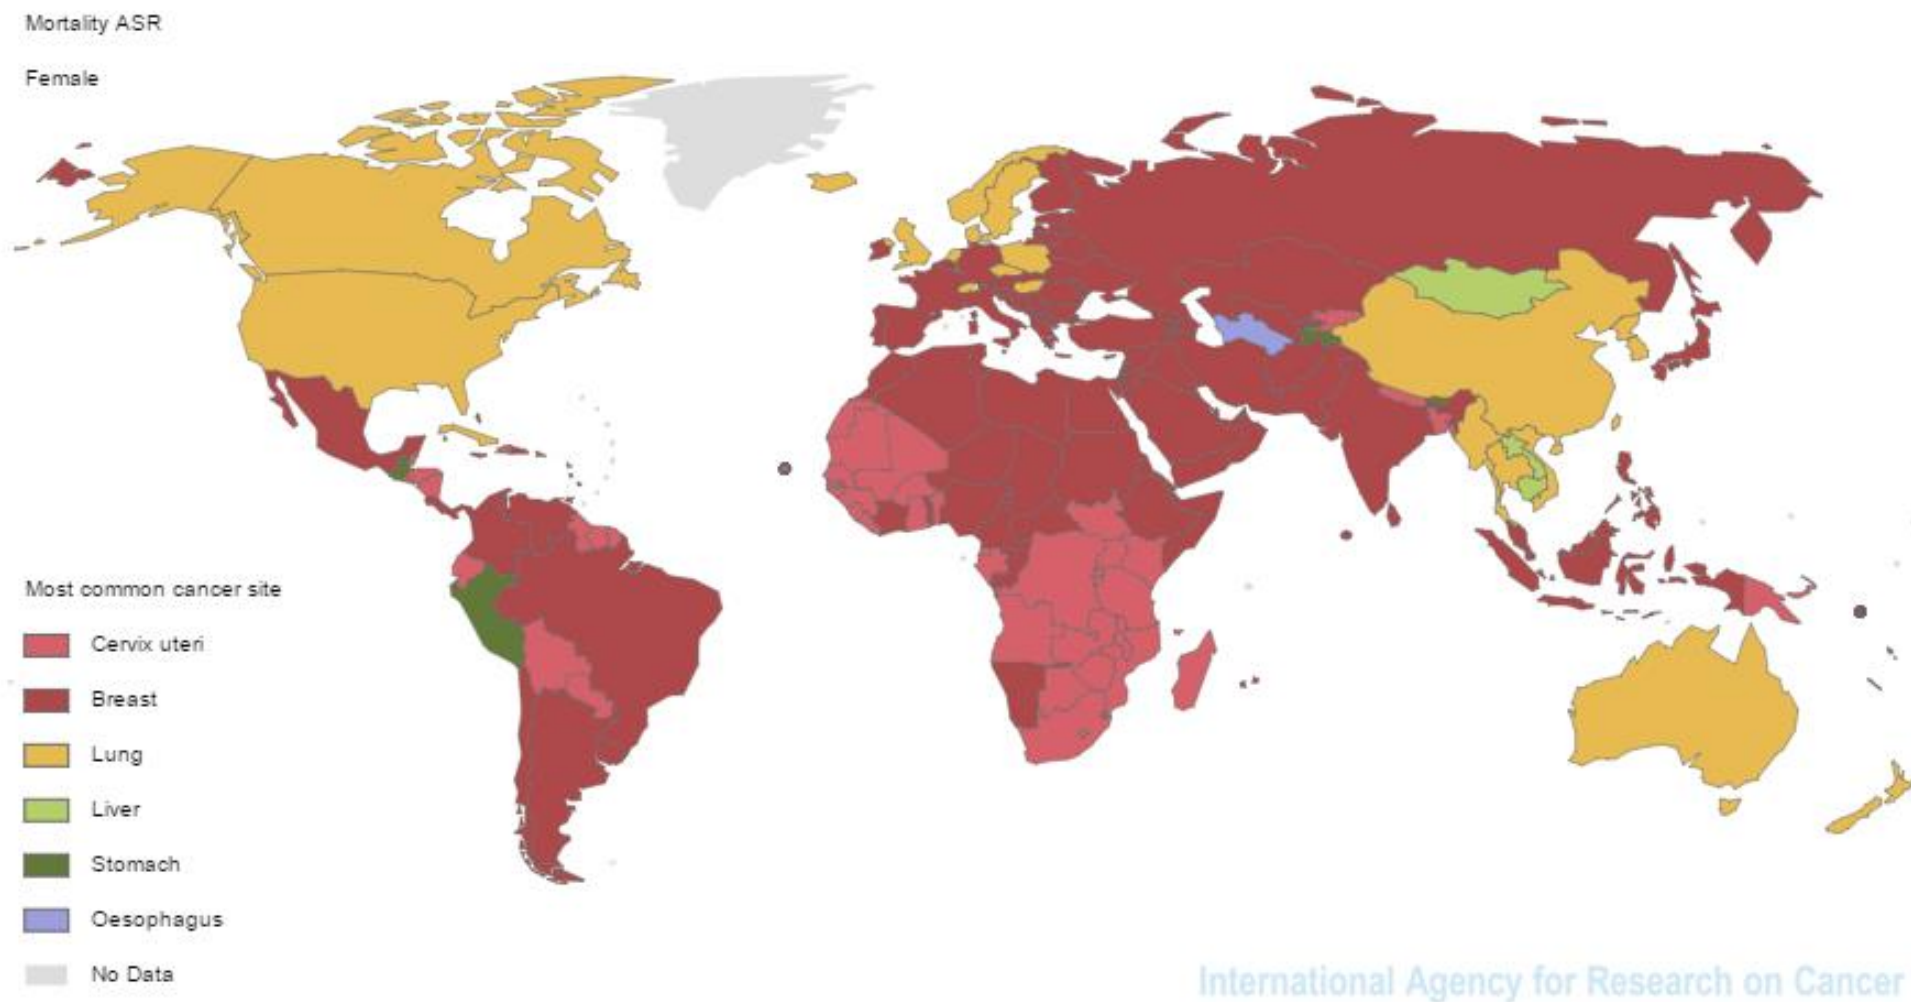 Mortality ASR
Female
Most common cancer site
Cervix uteri
Breast
Lung
Liver
Stomach
Oesophagus
No Data
International Agency for Research on Cancer